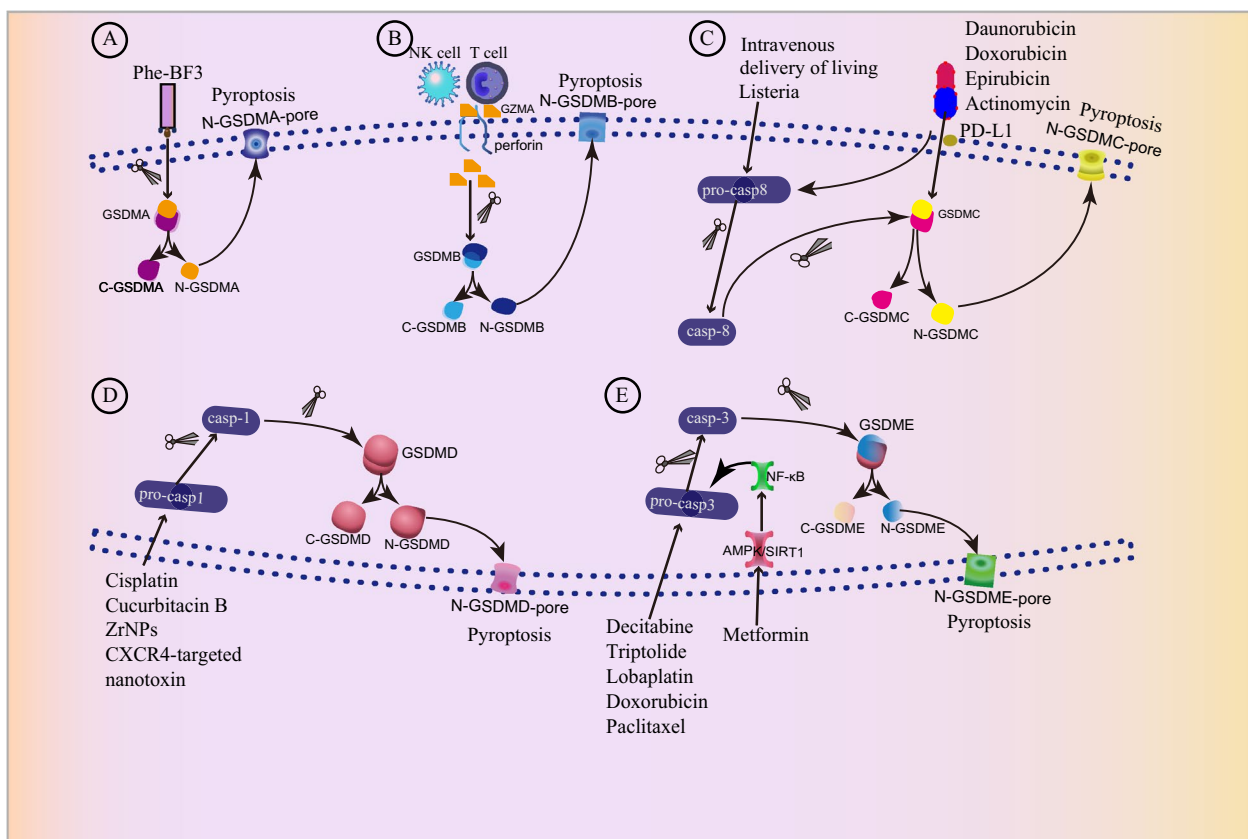 A
Phe-BF3
Pyroptosis
N-GSDMA-pore
GSDMA
C-GSDMA
N-GSDMA
B
NK cell
T cell
GZMA
perforin
Pyroptosis
N-GSDMB-pore
GSDMB
C-GSDMB
N-GSDMB
C
Intravenous
delivery of living
Listeria
Daunorubicin
Doxorubicin
Epirubicin
Actinomycin
PD-L1
Pyroptosis
N-GSDMC-pore
pro-casp8
GSDMC
casp-8
C-GSDMC
N-GSDMC
D
casp-1
pro-casp1
GSDMD
C-GSDMD
N-GSDMD
N-GSDMD-pore
Pyroptosis
Cisplatin
Cucurbitacin B
ZrNPs
CXCR4-targeted
nanotoxin
E
casp-3
pro-casp3
NF-κB
AMPK/SIRT1
GSDME
C-GSDME
N-GSDME
N-GSDME-pore
Pyroptosis
Metformin
Decitabine
Triptolide
Lobaplatin
Doxorubicin
Paclitaxel